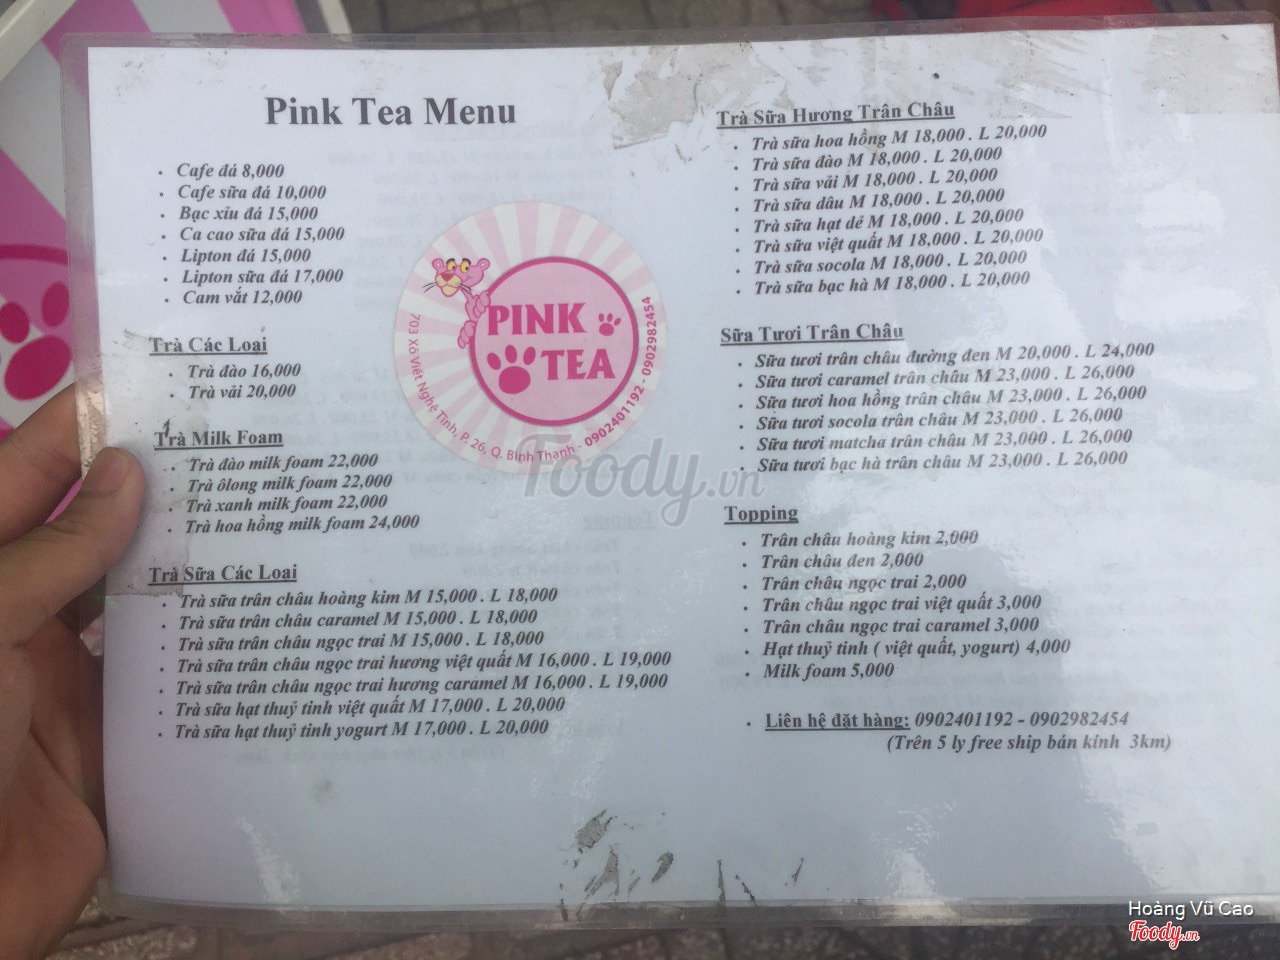 Pink Tea Menu
Cafe đá 8,000
Cafe sữa đá 10,000
Bạc xỉu đá 15,000
Ca cao sữa đá 15,000
Lipton đá 15,000
Lipton sữa đá 17,000
Cam vắt 12,000
Trà Các Loại
Trà đào 16,000
Trà vải 20,000
Trà Milk Foam
Trà đào milk foam 22,000
Trà ôlong milk foam 22,000
Trà xanh milk foam 22,000
Trà hoa hồng milk foam 24,000
Trà Sữa Các Loại
Trà sữa trân châu hoàng kim M 15,000 . L 18,000
Trà sữa trân châu caramel M 15,000 . L 18,000
Trà sữa trân châu ngọc trai M 15,000 . L 18,000
Trà sữa trân châu ngọc trai hương việt quất M 16,000 . L 19,000
Trà sữa trân châu ngọc trai hương caramel M 16,000 . L 19,000
Trà sữa hạt thuỷ tinh việt quất M 17,000 . L 20,000
Trà sữa hạt thuỷ tinh yogurt M 17,000 . L 20,000
PINK
TEA
703 Xô Viết Nghệ Tĩnh, P. 26, Q. Bình Thạnh - 0902401192 - 0902982454
Trà Sữa Hương Trân Châu
Trà sữa hoa hồng M 18,000 . L 20,000
Trà sữa đào M 18,000 . L 20,000
Trà sữa vải M 18,000 . L 20,000
Trà sữa dâu M 18,000 . L 20,000
Trà sữa hạt dẻ M 18,000 . L 20,000
Trà sữa việt quất M 18,000 . L 20,000
Trà sữa socola M 18,000 . L 20,000
Trà sữa bạc hà M 18,000 . L 20,000
Sữa Tươi Trân Châu
Sữa tươi trân châu đường đen M 20,000 . L 24,000
Sữa tươi caramel trân châu M 23,000 . L 26,000
Sữa tươi hoa hồng trân châu M 23,000 . L 26,000
Sữa tươi socola trân châu M 23,000 . L 26,000
Sữa tươi matcha trân châu M 23,000 . L 26,000
Sữa tươi bạc hà trân châu M 23,000 . L 26,000
Topping
Trân châu hoàng kim 2,000
Trân châu đen 2,000
Trân châu ngọc trai 2,000
Trân châu ngọc trai việt quất 3,000
Trân châu ngọc trai caramel 3,000
Hạt thuỷ tinh ( việt quất, yogurt) 4,000
Milk foam 5,000
Liên hệ đặt hàng: 0902401192 - 0902982454
(Trên 5 ly free ship bán kính 3km)
Foody.vn
Hoàng Vũ Cao
Foody.vn